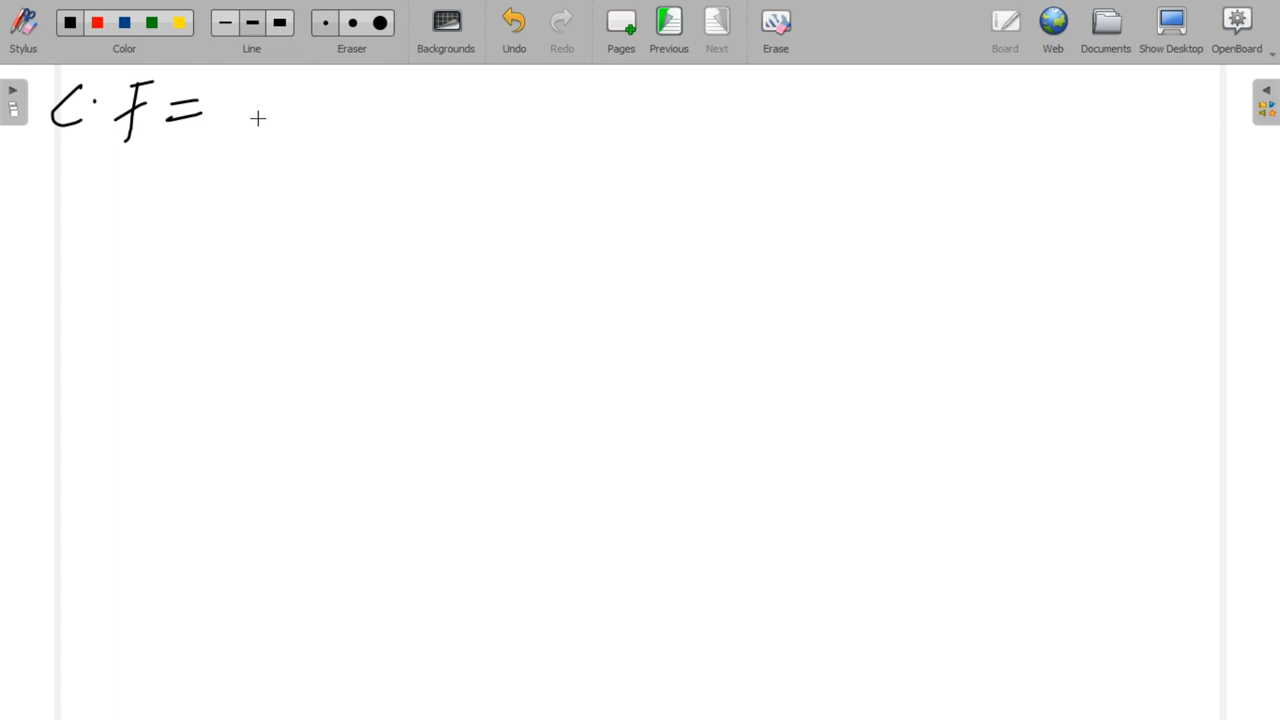 Stylus Color Line Eraser Backgrounds Undo Redo Pages Previous Next Erase Board Web Documents Show Desktop OpenBoard
C. F =